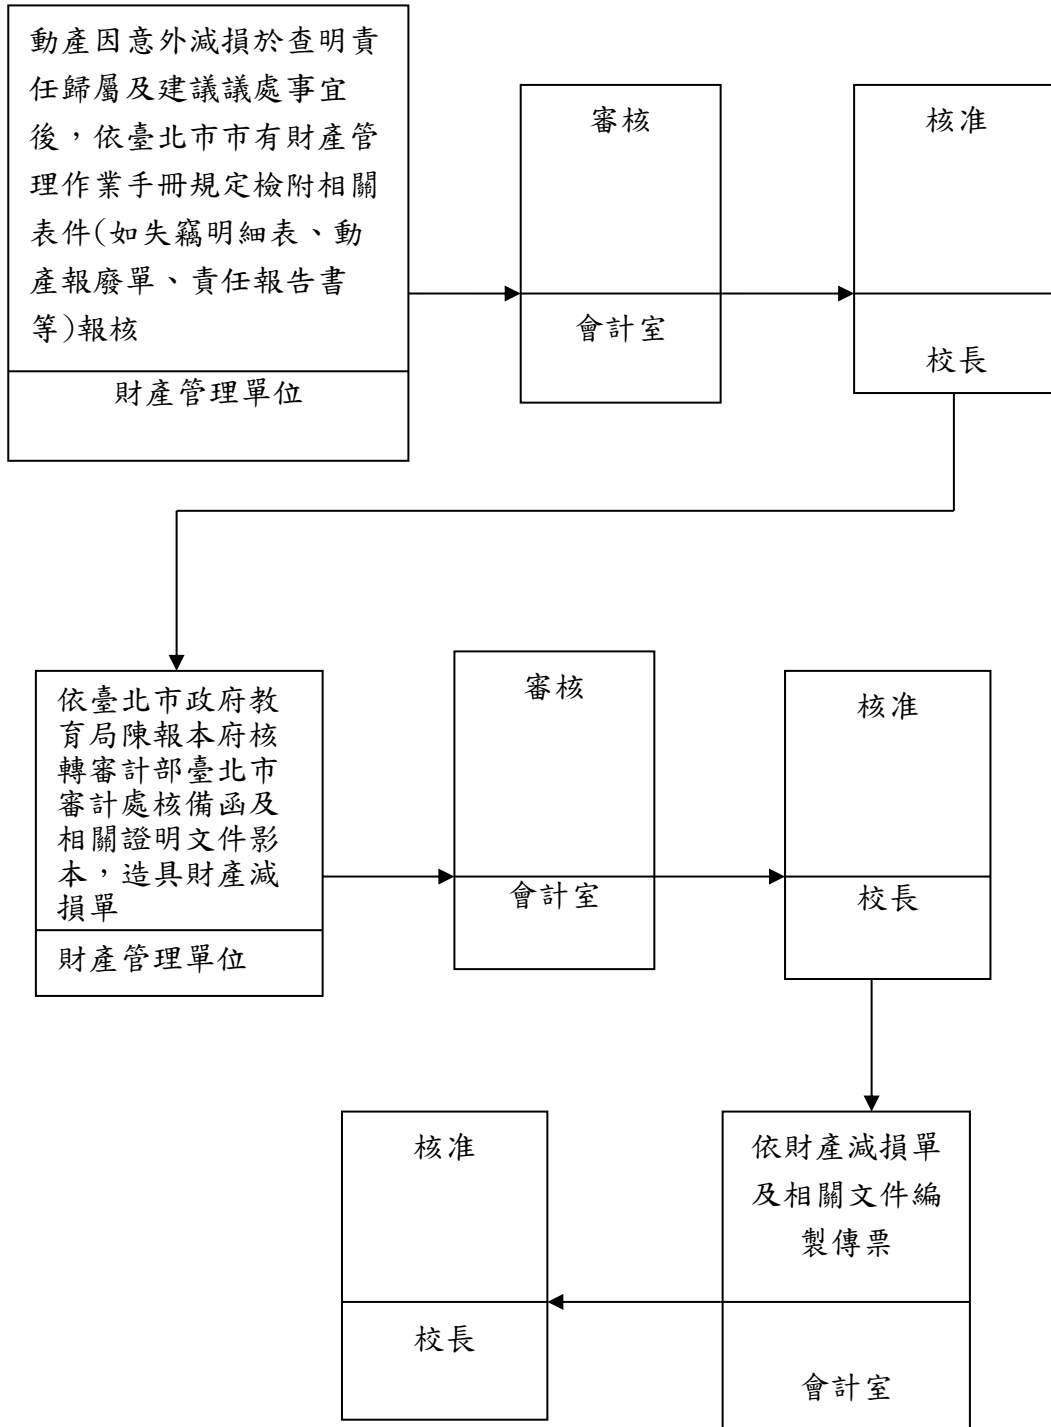 動產因意外減損於查明責
任歸屬及建議議處事宜
後，依臺北市市有財產管
理作業手冊規定檢附相關
表件(如失竊明細表、動
產報廢單、責任報告書
等)報核
財產管理單位
審核
會計室
核准
校長
依臺北市政府教
育局陳報本府核
轉審計部臺北市
審計處核備函及
相關證明文件影
本，造具財產減
損單
財產管理單位
審核
會計室
核准
校長
依財產減損單
及相關文件編
製傳票
會計室
核准
校長